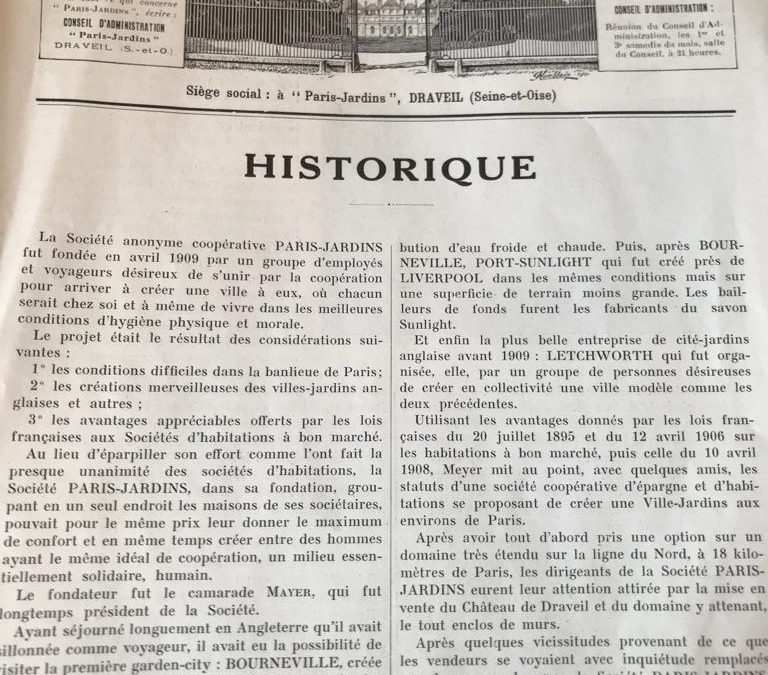 ce qui concerne
" PARIS-JARDINS ", écrire :
CONSEIL D'ADMINISTRATION
" Paris-Jardins "
DRAVEIL (S.-et-O.)
CONSEIL D'ADMINISTRATION :
Réunion du Conseil d'Ad-
ministration, les 1er et
3e samedis du mois, salle
du Conseil, à 21 heures.
Siège social : à " Paris-Jardins ", DRAVEIL (Seine-et-Oise)
HISTORIQUE
La Société anonyme coopérative PARIS-JARDINS
fut fondée en avril 1909 par un groupe d'employés
et voyageurs désireux de s'unir par la coopération
pour arriver à créer une ville à eux, où chacun
serait chez soi et à même de vivre dans les meilleures
conditions d'hygiène physique et morale.
Le projet était le résultat des considérations sui-
vantes :
1° les conditions difficiles dans la banlieue de Paris;
2° les créations merveilleuses des villes-jardins an-
glaises et autres ;
3° les avantages appréciables offerts par les lois
françaises aux Sociétés d'habitations à bon marché.
Au lieu d'éparpiller son effort comme l'ont fait la
presque unanimité des sociétés d'habitations, la
Société PARIS-JARDINS, dans sa fondation, grou-
pant en un seul endroit les maisons de ses sociétaires,
pouvait pour le même prix leur donner le maximum
de confort et en même temps créer entre des hommes
ayant le même idéal de coopération, un milieu essen-
tiellement solidaire, humain.
Le fondateur fut le camarade MAYER, qui fut
longtemps président de la Société.
Ayant séjourné longuement en Angleterre qu'il avait
sillonnée comme voyageur, il avait eu la possibilité de
visiter la première garden-city : BOURNEVILLE, créée
bution d'eau froide et chaude. Puis, après BOUR-
NEVILLE, PORT-SUNLIGHT qui fut créé près de
LIVERPOOL dans les mêmes conditions mais sur
une superficie de terrain moins grande. Les bail-
leurs de fonds furent les fabricants du savon
Sunlight.
Et enfin la plus belle entreprise de cité-jardins
anglaise avant 1909 : LETCHWORTH qui fut orga-
nisée, elle, par un groupe de personnes désireuses
de créer en collectivité une ville modèle comme les
deux précédentes.
Utilisant les avantages donnés par les lois fran-
çaises du 20 juillet 1895 et du 12 avril 1906 sur
les habitations à bon marché, puis celle du 10 avril
1908, Meyer mit au point, avec quelques amis, les
statuts d'une société coopérative d'épargne et d'habi-
tations se proposant de créer une Ville-Jardins aux
environs de Paris.
Après avoir tout d'abord pris une option sur un
domaine très étendu sur la ligne du Nord, à 18 kilo-
mètres de Paris, les dirigeants de la Société PARIS-
JARDINS eurent leur attention attirée par la mise en
vente du Château de Draveil et du domaine y attenant,
le tout enclos de murs.
Après quelques vicissitudes provenant de ce que
les vendeurs se voyaient avec inquiétude remplacés